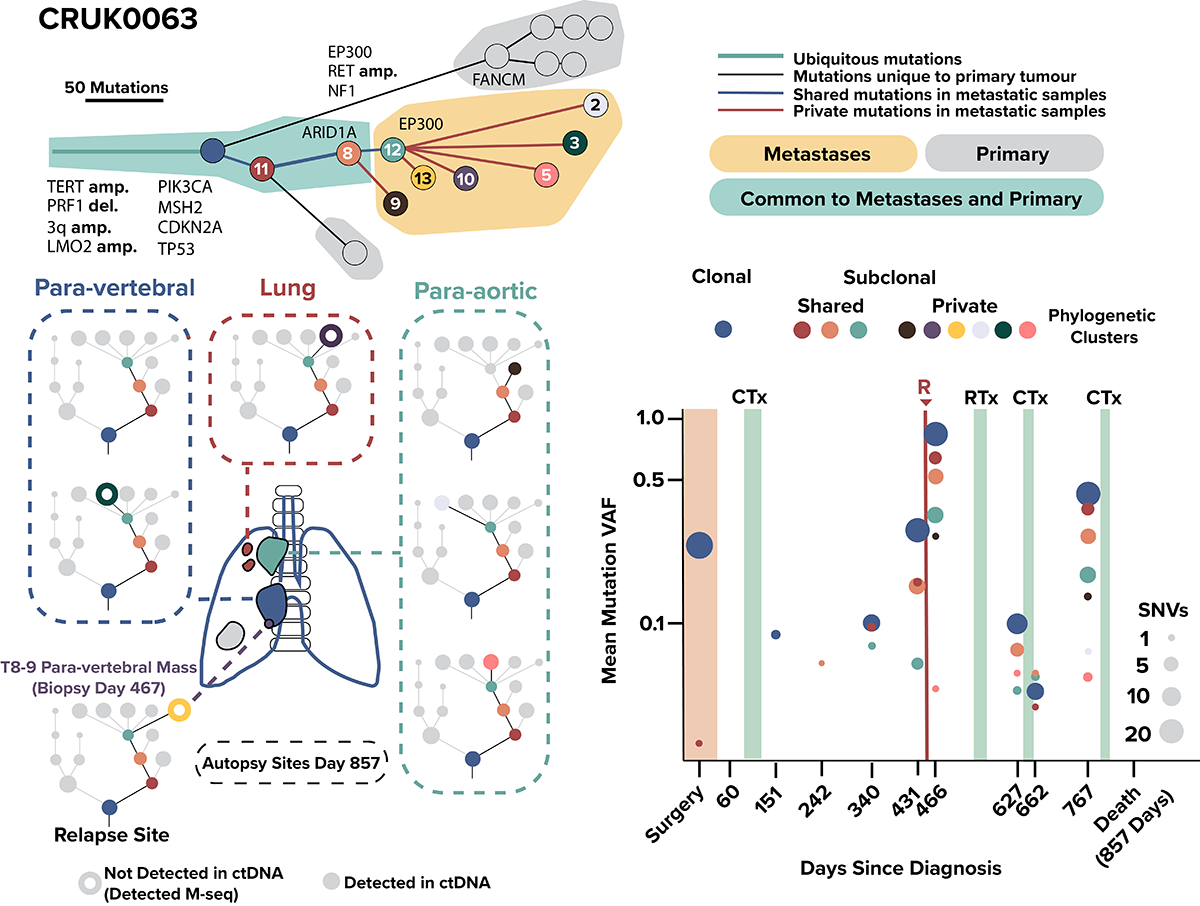 CRUK0063
50 Mutations
EP300
RET amp.
NF1
FANCM
ARID1A
EP300
2
3
5
8
12
11
13
10
9
TERT amp.
PRF1 del.
3q amp.
LMO2 amp.
PIK3CA
MSH2
CDKN2A
TP53
Ubiquitous mutations
Mutations unique to primary tumour
Shared mutations in metastatic samples
Private mutations in metastatic samples
Metastases
Primary
Common to Metastases and Primary
Para-vertebral
Lung
Para-aortic
T8-9 Para-vertebral Mass
(Biopsy Day 467)
Autopsy Sites Day 857
Relapse Site
Not Detected in ctDNA
(Detected M-seq)
Detected in ctDNA
Clonal
Subclonal
Shared
Private
Phylogenetic
Clusters
CTx
R
RTx
CTx
CTx
Mean Mutation VAF
1.0
0.5
0.1
SNVs
1
5
10
20
Surgery
60
151
242
340
431
466
627
662
767
Death
(857 Days)
Days Since Diagnosis